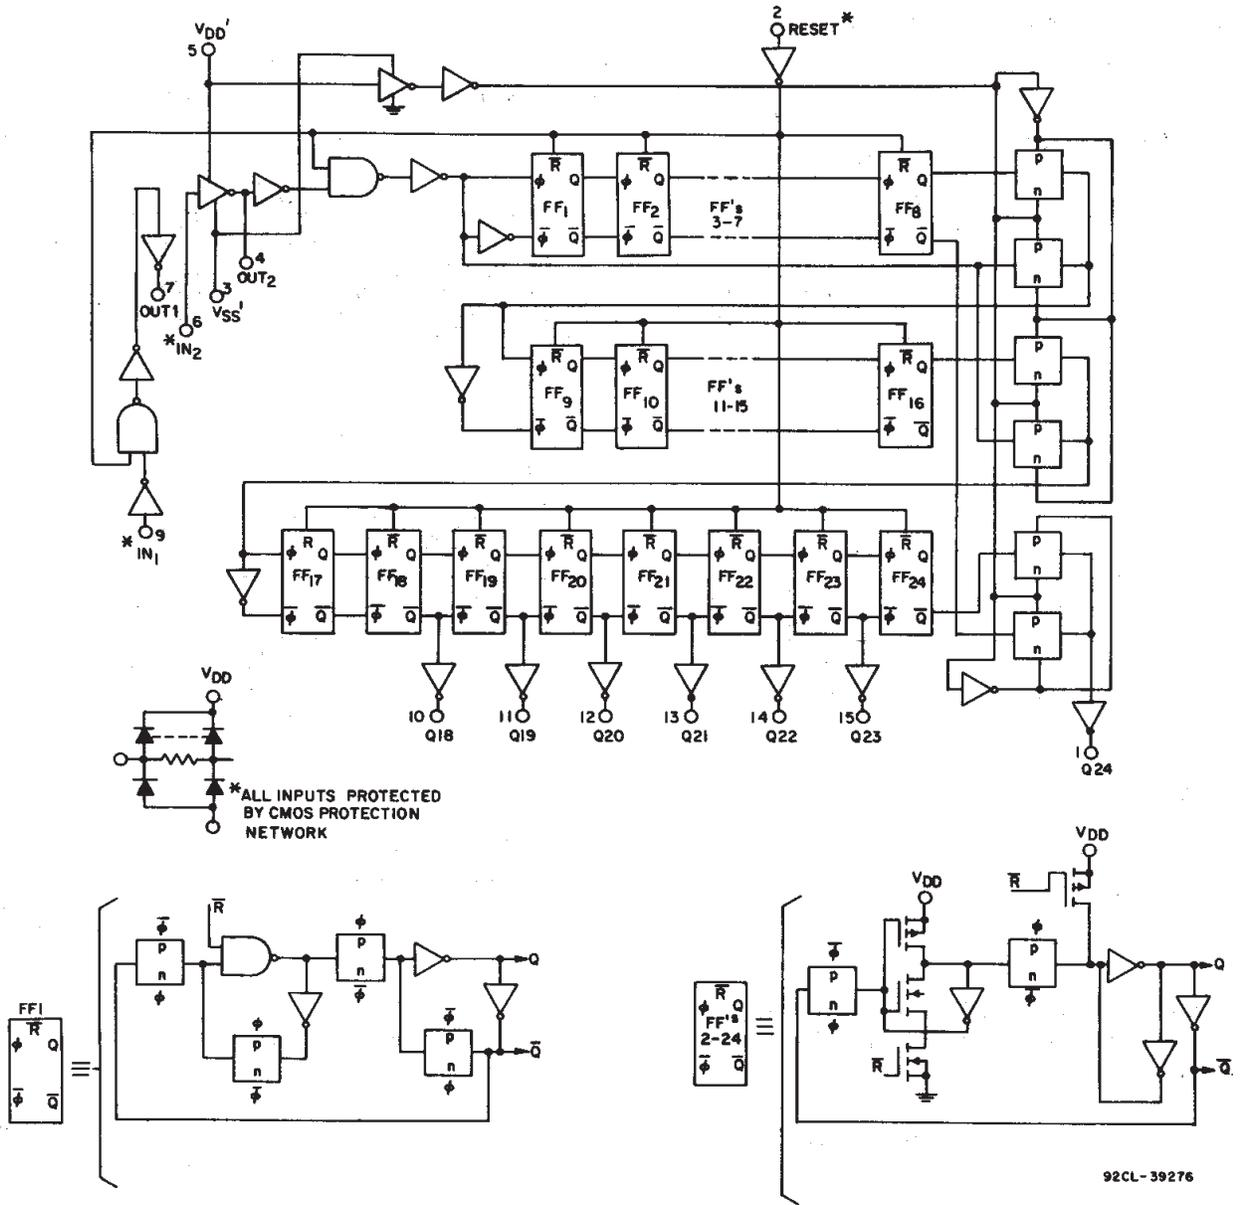 2
RESET*
VDD'
5
R̅ R̅ R̅
p
n
ϕ Q ϕ Q ϕ Q
FF1 FF2 FF's 3-7 FF8
ϕ̅ Q̅ ϕ̅ Q̅ ϕ̅ Q̅
p
n
7
OUT1
4
OUT2
3
VSS'
6
*IN2
R̅ R̅ R̅
p
n
ϕ Q ϕ Q ϕ Q
FF9 FF10 FF's 11-15 FF16
ϕ̅ Q̅ ϕ̅ Q̅ ϕ̅ Q̅
p
n
9
*IN1
R R̅ R̅ R̅ R̅ R̅ R̅ R̅
p
n
ϕ Q ϕ Q ϕ Q ϕ Q ϕ Q ϕ Q ϕ Q ϕ Q
FF17 FF18 FF19 FF20 FF21 FF22 FF23 FF24
ϕ̅ Q̅ ϕ̅ Q̅ ϕ̅ Q̅ ϕ̅ Q̅ ϕ̅ Q̅ ϕ̅ Q̅ ϕ̅ Q̅ ϕ̅ Q̅
p
n
10 11 12 13 14 15
Q18 Q19 Q20 Q21 Q22 Q23
1
Q24
VDD
*ALL INPUTS PROTECTED
BY CMOS PROTECTION
NETWORK
FF1
R̅
ϕ Q
ϕ̅ Q̅
≡
ϕ̅
p
n
ϕ
R̅
ϕ
p
n
ϕ̅
ϕ
p
n
ϕ̅
ϕ̅
p
n
ϕ
Q
Q̅
R̅
ϕ Q
FF's
2-24
ϕ̅ Q̅
≡
ϕ̅
p
n
ϕ
VDD
R̅
ϕ
p
n
ϕ̅
VDD
R̅
Q
Q̅
92CL-39276